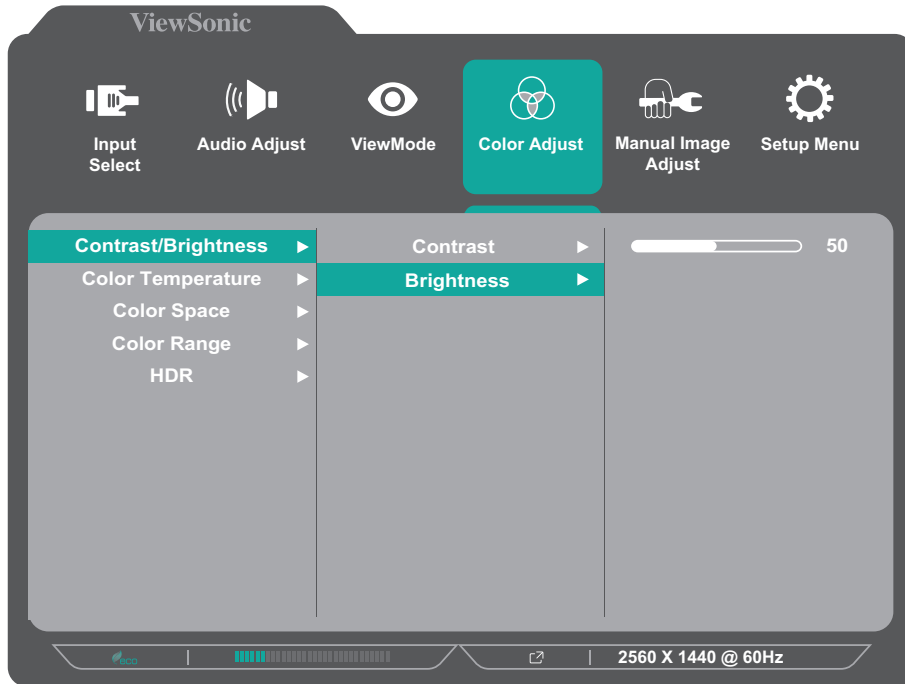 ViewSonic
Input
Select
Audio Adjust
ViewMode
Color Adjust
Manual Image
Adjust
Setup Menu
Contrast/Brightness
Contrast
50
Color Temperature
Brightness
Color Space
Color Range
HDR
eco
2560 X 1440 @ 60Hz